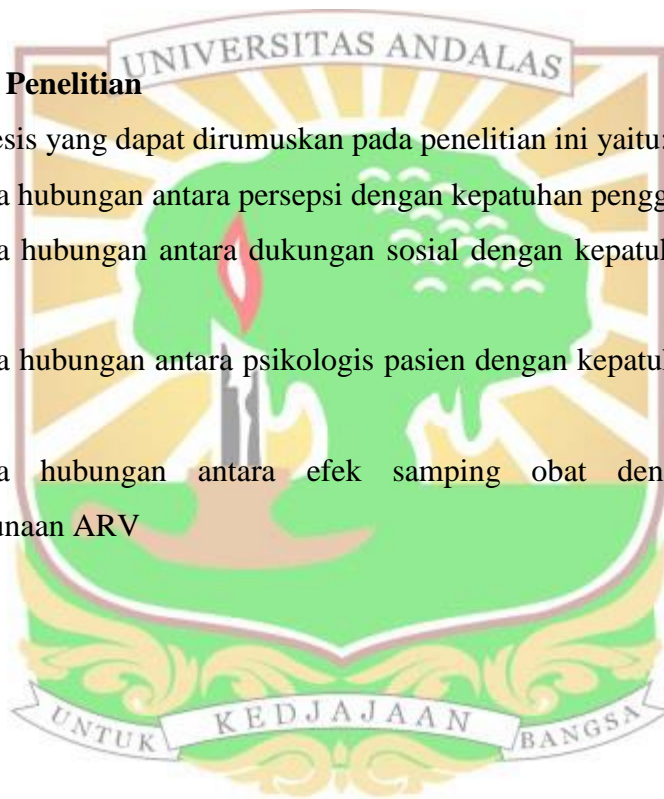 UNIVERSITAS ANDALAS
Penelitian
esis yang dapat dirumuskan pada penelitian ini yaitu:
a hubungan antara persepsi dengan kepatuhan pengg
a hubungan antara dukungan sosial dengan kepatul
a hubungan antara psikologis pasien dengan kepatul
a hubungan antara efek samping obat den
unaan ARV
UNTUK KEDJAJAAN BANGSA